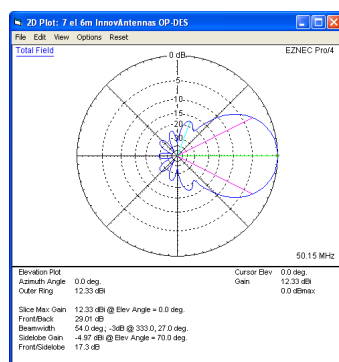 2D Plot: 7 el 6m InnovAntennas OP-DES
File Edit View Options Reset
Total Field
EZNEC Pro/4
0 dB
-5
-10
-15
-20
50.15 MHz
Elevation Plot
Cursor Elev 0.0 deg.
Azimuth Angle 0.0 deg.
Gain 12.33 dBi
Outer Ring 12.33 dBi
0.0 dBmax
Slice Max Gain 12.33 dBi @ Elev Angle = 0.0 deg.
Front/Back 29.01 dB
Beamwidth 54.0 deg.; -3dB @ 333.0, 27.0 deg.
Sidelobe Gain -4.97 dBi @ Elev Angle = 70.0 deg.
Front/Sidelobe 17.3 dB